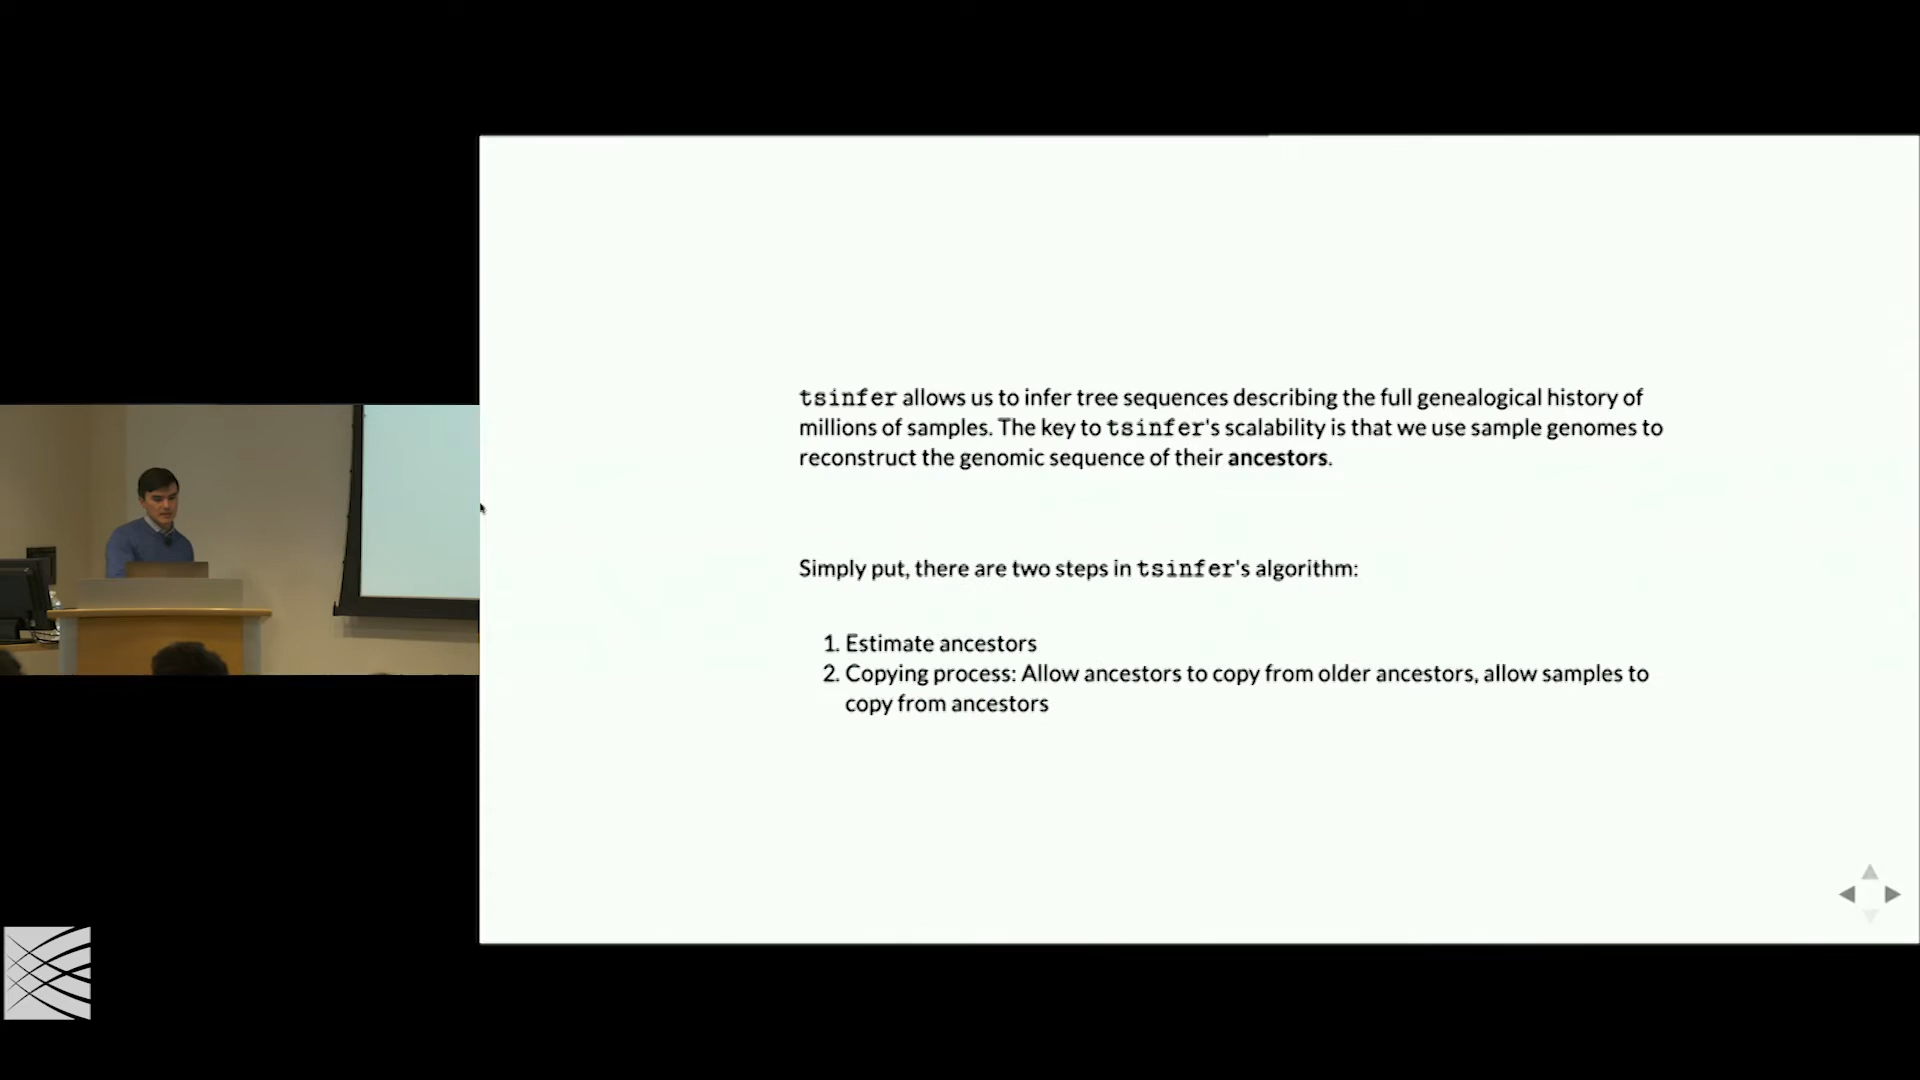 tsinfer allows us to infer tree sequences describing the full genealogical history of
millions of samples. The key to tsinfer's scalability is that we use sample genomes to
reconstruct the genomic sequence of their ancestors.
Simply put, there are two steps in tsinfer's algorithm:
1. Estimate ancestors
2. Copying process: Allow ancestors to copy from older ancestors, allow samples to
copy from ancestors